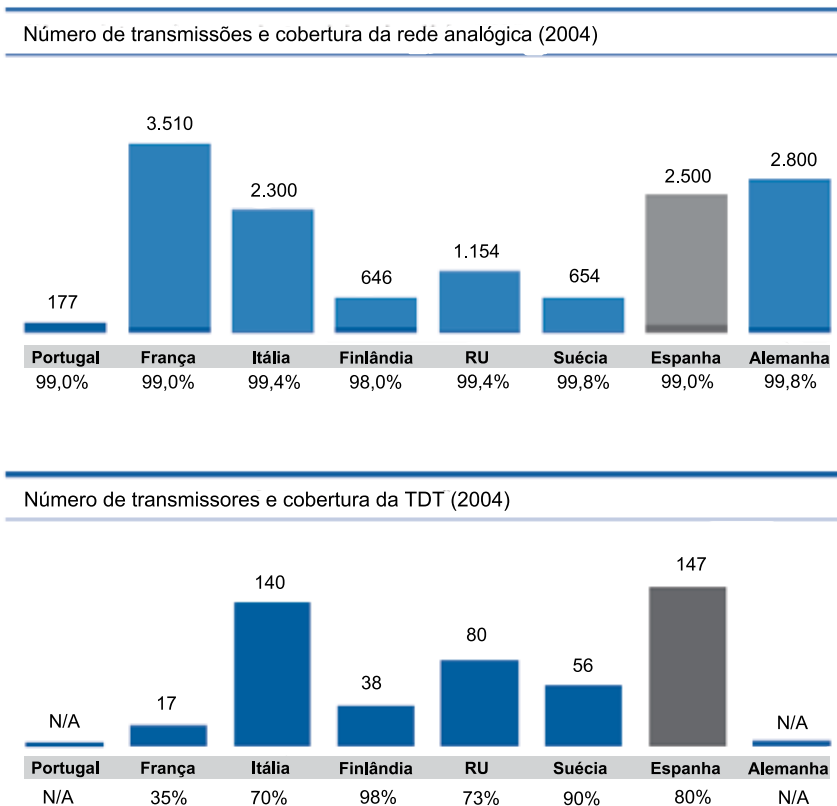 Número de transmissões e cobertura da rede analógica (2004)
177 3.510 2.300 646 1.154 654 2.500 2.800
Portugal França Itália Finlândia RU Suécia Espanha Alemanha
99,0% 99,0% 99,4% 98,0% 99,4% 99,8% 99,0% 99,8%
Número de transmissores e cobertura da TDT (2004)
N/A 17 140 38 80 56 147 N/A
Portugal França Itália Finlândia RU Suécia Espanha Alemanha
N/A 35% 70% 98% 73% 90% 80% N/A